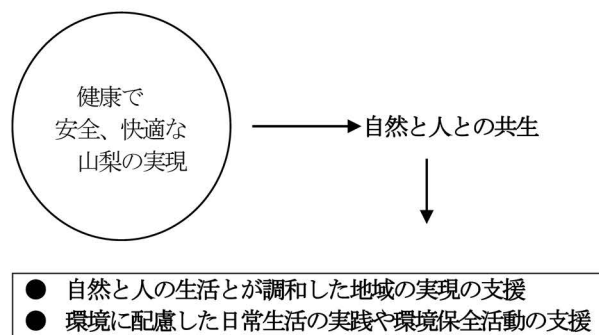 健康で
安全、快適な
山梨の実現
自然と人との共生
● 自然と人の生活とが調和した地域の実現の支援
● 環境に配慮した日常生活の実践や環境保全活動の支援